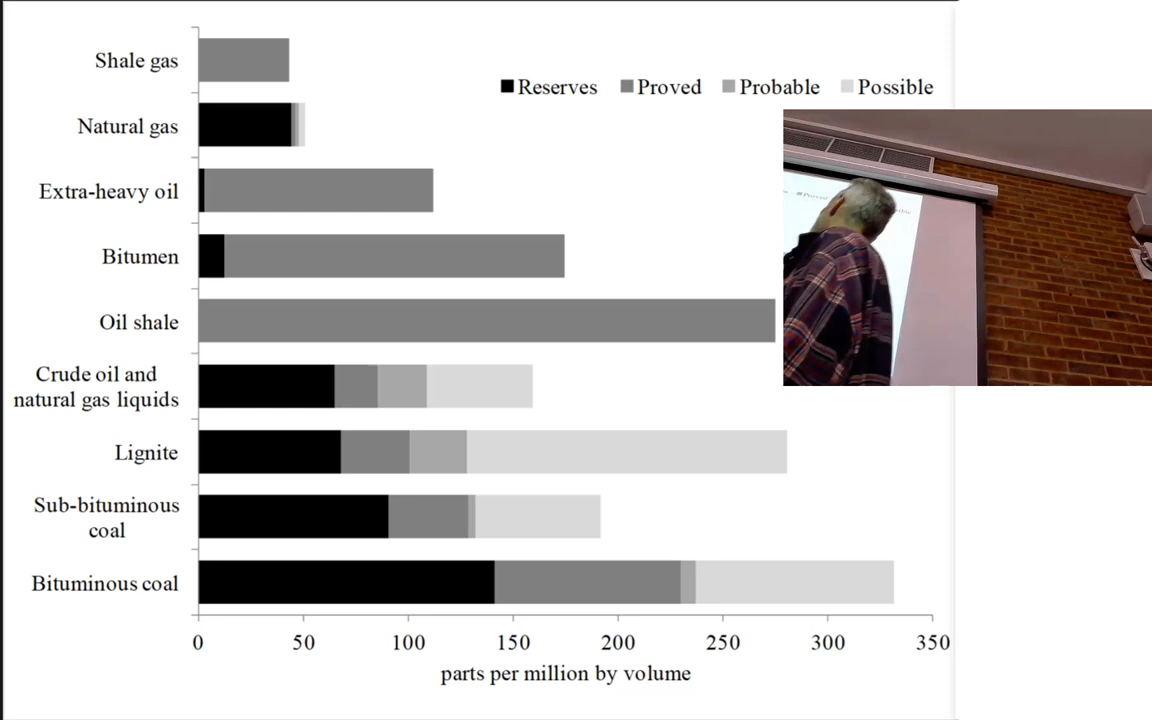 Shale gas
Reserves Proved Probable Possible
Natural gas
Extra-heavy oil
Bitumen
Oil shale
Crude oil and
natural gas liquids
Lignite
Sub-bituminous
coal
Bituminous coal
0 50 100 150 200 250 300 350
parts per million by volume